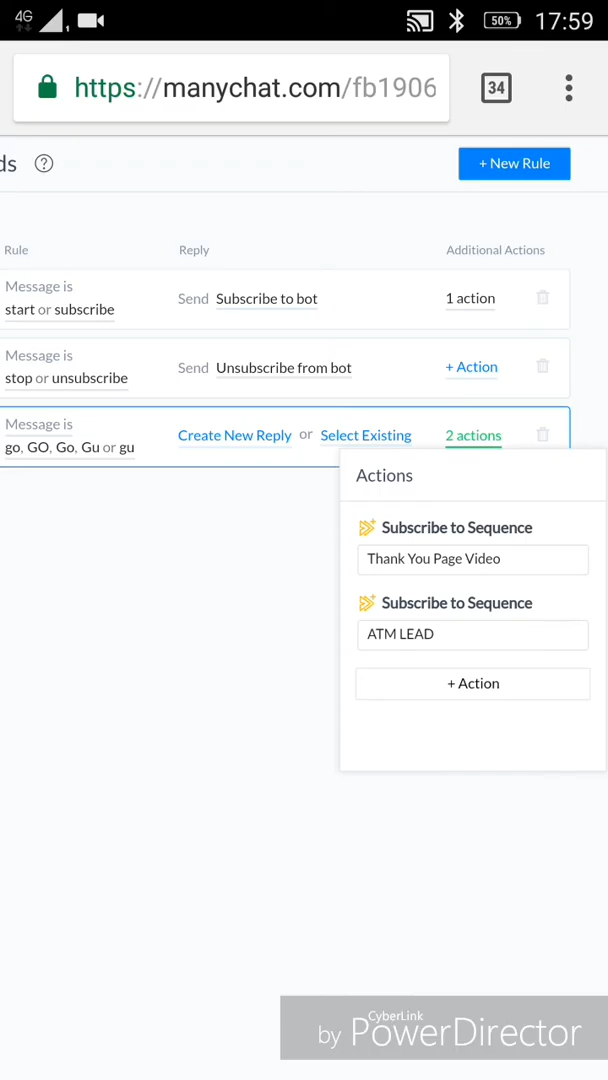 4G
50%
17:59
https://manychat.com/fb1906
34
ds ?
+ New Rule
Rule
Reply
Additional Actions
Message is
start or subscribe
Send Subscribe to bot
1 action
Message is
stop or unsubscribe
Send Unsubscribe from bot
+ Action
Message is
go, GO, Go, Gu or gu
Create New Reply or Select Existing
2 actions
Actions
Subscribe to Sequence
Thank You Page Video
Subscribe to Sequence
ATM LEAD
+ Action
CyberLink
by PowerDirector